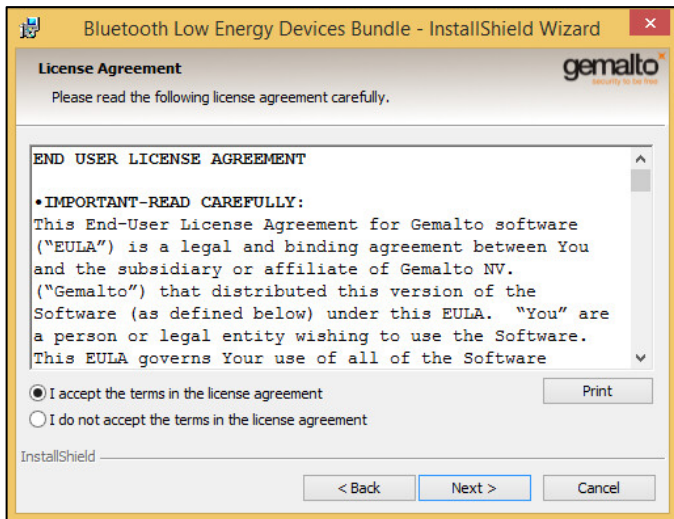 Bluetooth Low Energy Devices Bundle - InstallShield Wizard
License Agreement
Please read the following license agreement carefully.
gemalto
security to be free
END USER LICENSE AGREEMENT
•IMPORTANT-READ CAREFULLY:
This End-User License Agreement for Gemalto software
(“EULA”) is a legal and binding agreement between You
and the subsidiary or affiliate of Gemalto NV.
(“Gemalto”) that distributed this version of the
Software (as defined below) under this EULA. “You” are
a person or legal entity wishing to use the Software.
This EULA governs Your use of all of the Software
I accept the terms in the license agreement
Print
I do not accept the terms in the license agreement
InstallShield
< Back
Next >
Cancel